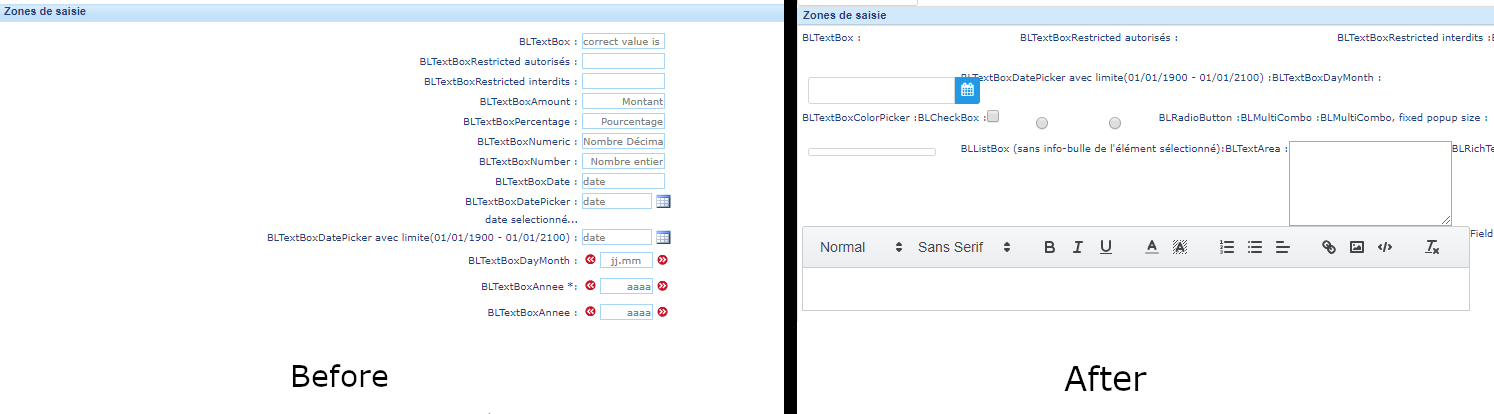 Zones de saisie
BLTextBox : correct value is
BLTextBoxRestricted autorisés :
BLTextBoxRestricted interdits :
BLTextBoxAmount : Montant
BLTextBoxPercentage : Pourcentage
BLTextBoxNumeric : Nombre Décima
BLTextBoxNumber : Nombre entier
BLTextBoxDate : date
BLTextBoxDatePicker : date
date selectionné...
BLTextBoxDatePicker avec limite(01/01/1900 - 01/01/2100) : date
BLTextBoxDayMonth : jj.mm
BLTextBoxAnnee *: aaaa
BLTextBoxAnnee : aaaa
Before
Zones de saisie
BLTextBox : BLTextBoxRestricted autorisés : BLTextBoxRestricted interdits :
BLTextBoxDatePicker avec limite(01/01/1900 - 01/01/2100) :BLTextBoxDayMonth :
BLTextBoxColorPicker :BLCheckBox : BLRadioButton :BLMultiCombo :BLMultiCombo, fixed popup size :
BLListBox (sans info-bulle de l'élément sélectionné):BLTextArea : BLRichTe
Field
Normal Sans Serif B I U A A
After